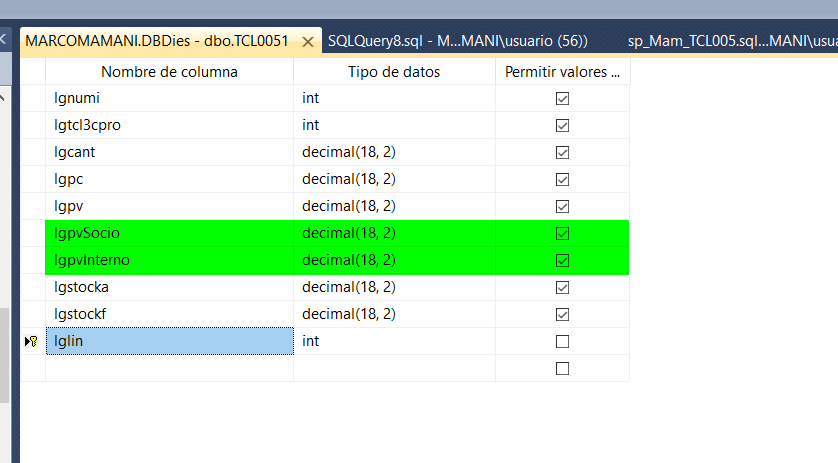 MARCOMAMANI.DBDies - dbo.TCL0051 SQLQuery8.sql - M...MANI\usuario (56)) sp_Mam_TCL005.sql...MANI\usua
Nombre de columna Tipo de datos Permitir valores ...
lgnumi int
lgtcl3cpro int
lgcant decimal(18, 2)
lgpc decimal(18, 2)
lgpv decimal(18, 2)
lgpvSocio decimal(18, 2)
lgpvInterno decimal(18, 2)
lgstocka decimal(18, 2)
lgstockf decimal(18, 2)
lglin int